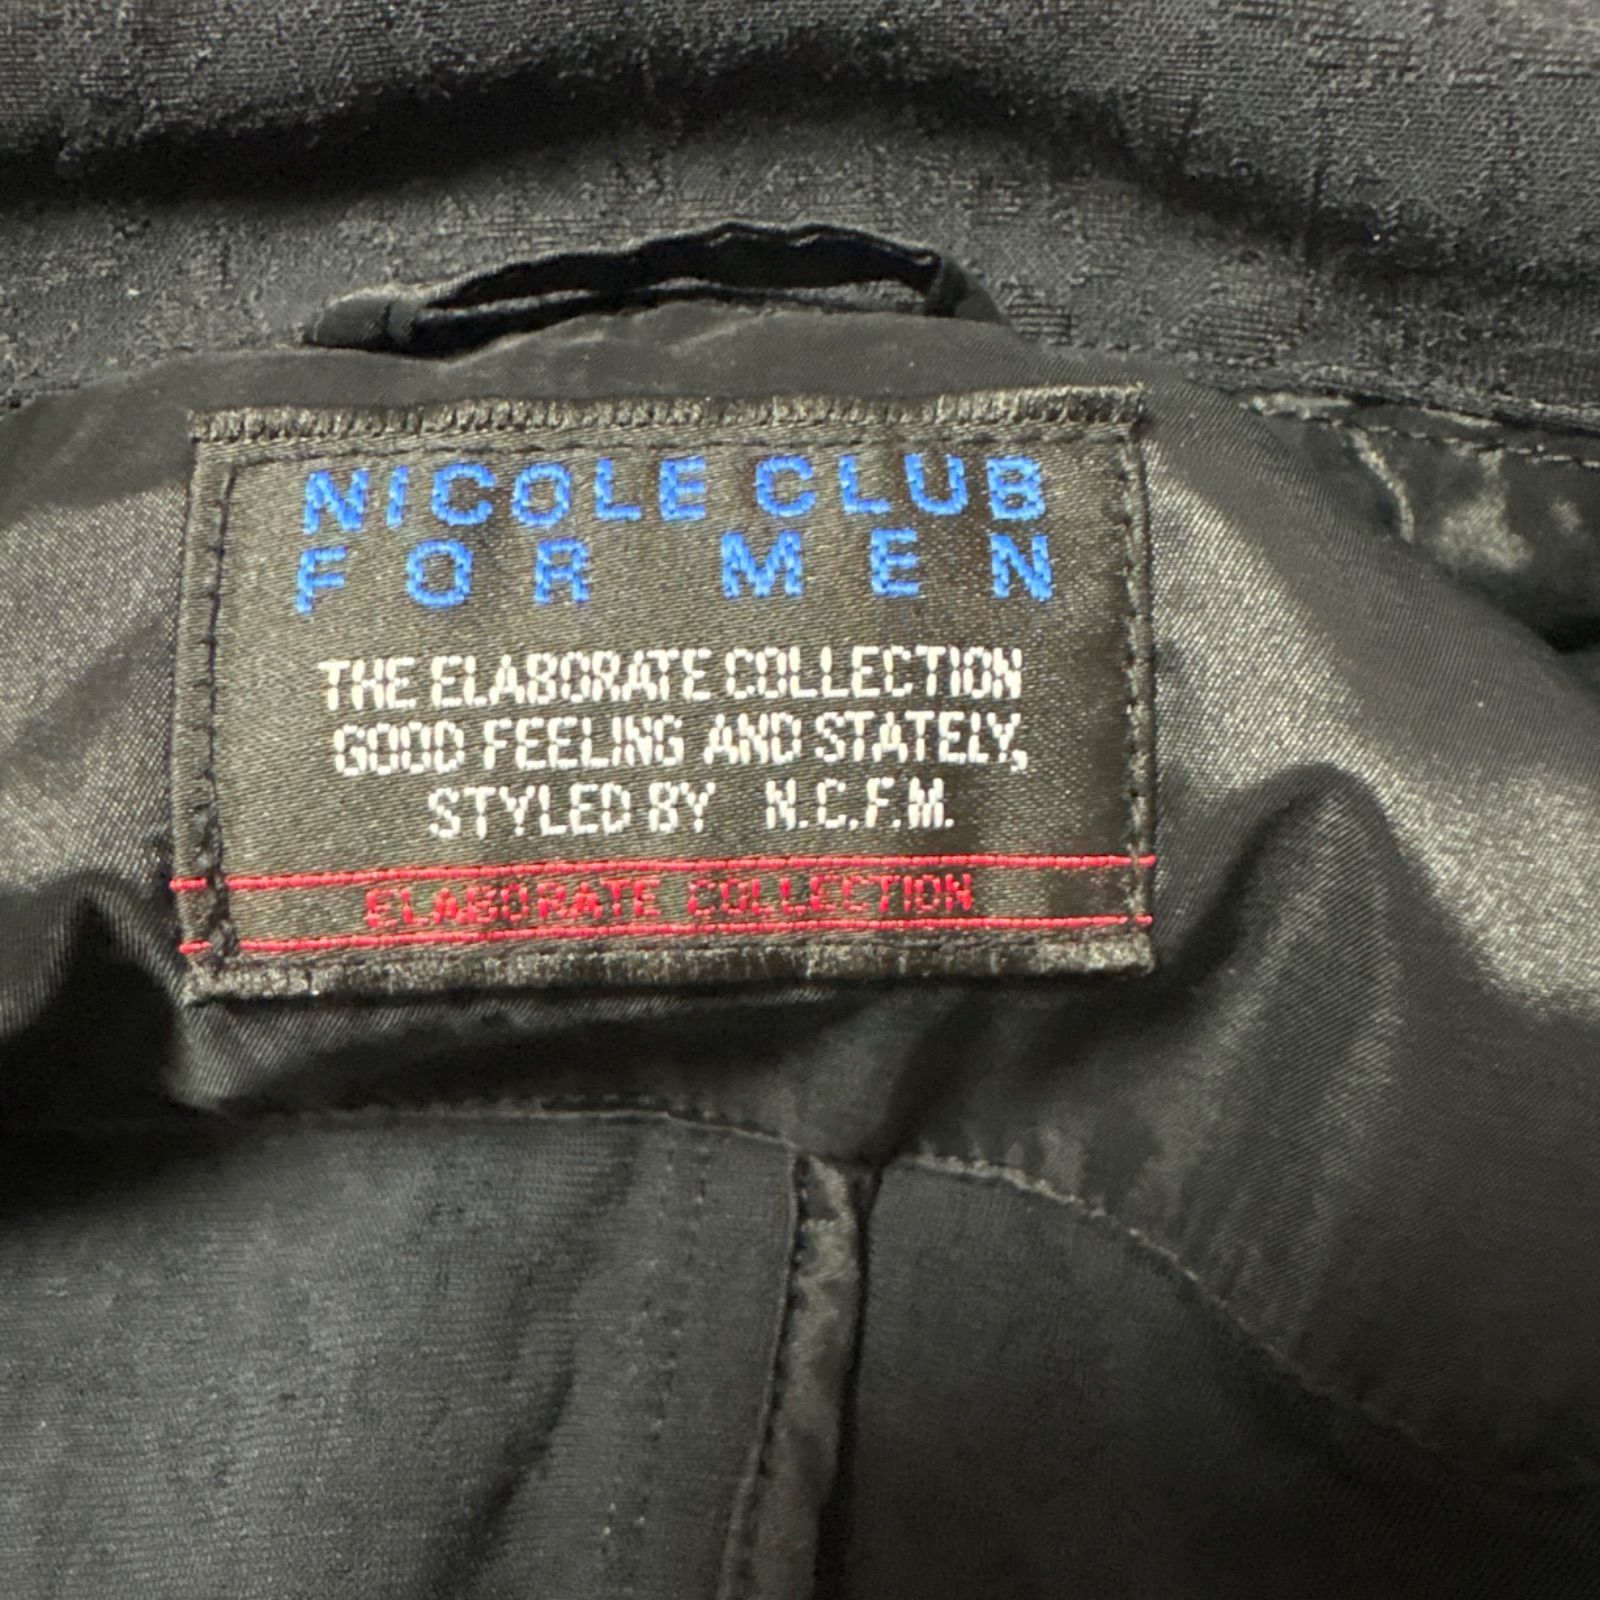 NICOLE CLUB
FOR MEN
THE ELABORATE COLLECTION
GOOD FEELING AND STATELY,
STYLED BY N.C.F.M.
ELABORATE COLLECTION